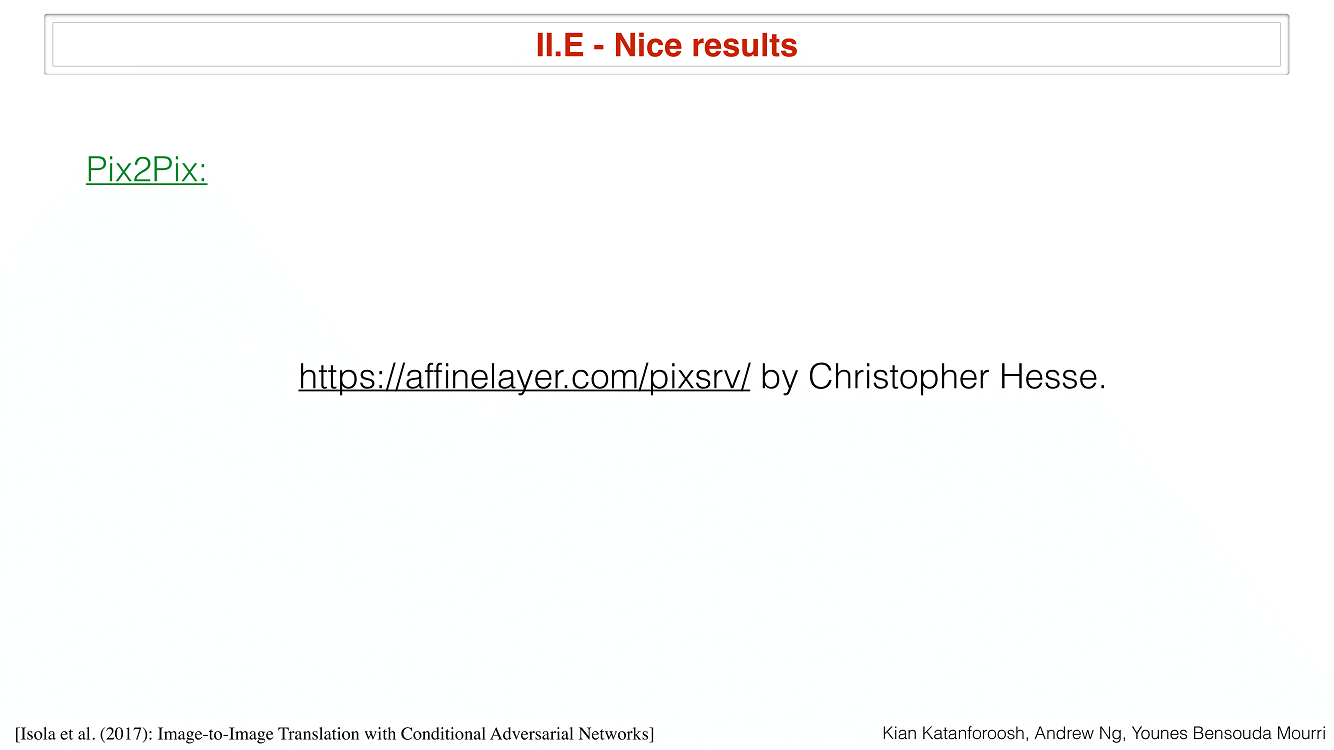 II.E - Nice results
Pix2Pix:
https://affinelayer.com/pixsrv/ by Christopher Hesse.
[Isola et al. (2017): Image-to-Image Translation with Conditional Adversarial Networks]
Kian Katanforoosh, Andrew Ng, Younes Bensouda Mourri